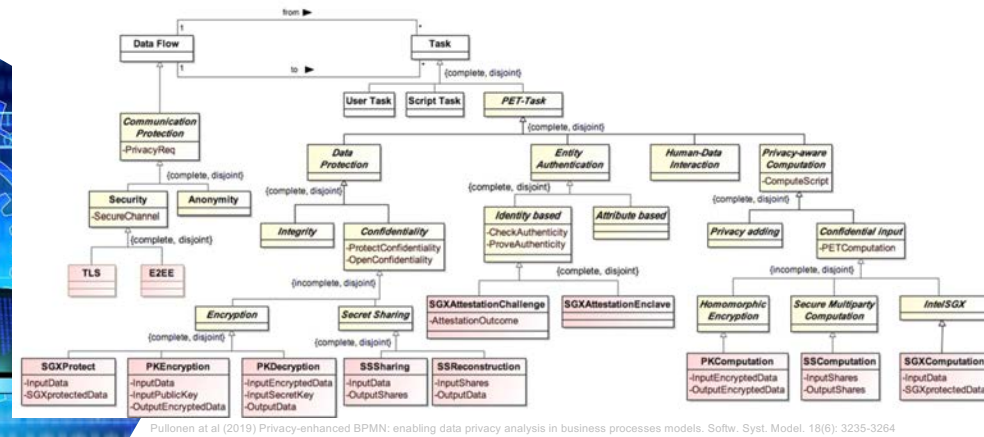 from ►
1
*
Data Flow
Task
1
to ►
*
{complete, disjoint}
User Task
Script Task
PET-Task
Communication
Protection
-PrivacyReq
{complete, disjoint}
Data
Protection
Entity
Authentication
Human-Data
Interaction
Privacy-aware
Computation
-ComputeScript
{complete, disjoint}
{complete, disjoint}
{complete, disjoint}
{complete, disjoint}
Security
-SecureChannel
Anonymity
Integrity
Confidentiality
-ProtectConfidentiality
-OpenConfidentiality
Identity based
-CheckAuthenticity
-ProveAuthenticity
Attribute based
Privacy adding
Confidential input
-PETComputation
{complete, disjoint}
TLS
E2EE
{incomplete, disjoint}
{complete, disjoint}
{incomplete, disjoint}
Encryption
Secret Sharing
SGXAttestationChallenge
-AttestationOutcome
SGXAttestationEnclave
Homomorphic
Encryption
Secure Multiparty
Computation
IntelSGX
{complete, disjoint}
{complete, disjoint}
SGXProtect
-InputData
-SGXprotectedData
PKEncryption
-InputData
-InputPublicKey
-OutputEncryptedData
PKDecryption
-InputEncryptedData
-InputSecretKey
-OutputData
SSSharing
-InputData
-OutputShares
SSReconstruction
-InputShares
-OutputData
PKComputation
-InputEncryptedData
-OutputEncryptedData
SSComputation
-InputShares
-OutputShares
SGXComputation
-InputData
-SGXprotectedData
Pullonen at al (2019) Privacy-enhanced BPMN: enabling data privacy analysis in business processes models. Softw. Syst. Model. 18(6): 3235-3264